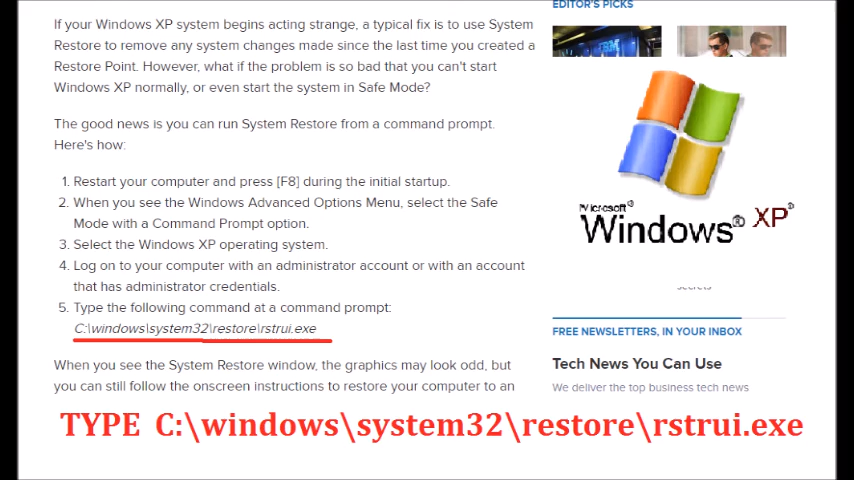 If your Windows XP system begins acting strange, a typical fix is to use System
Restore to remove any system changes made since the last time you created a
Restore Point. However, what if the problem is so bad that you can't start
Windows XP normally, or even start the system in Safe Mode?
The good news is you can run System Restore from a command prompt.
Here's how:
1. Restart your computer and press [F8] during the initial startup.
2. When you see the Windows Advanced Options Menu, select the Safe
Mode with a Command Prompt option.
3. Select the Windows XP operating system.
4. Log on to your computer with an administrator account or with an account
that has administrator credentials.
5. Type the following command at a command prompt:
C:\windows\system32\restore\rstrui.exe
When you see the System Restore window, the graphics may look odd, but
you can still follow the onscreen instructions to restore your computer to an
EDITOR'S PICKS
IBM
Microsoft®
Windows® XP®
secrets
FREE NEWSLETTERS, IN YOUR INBOX
Tech News You Can Use
We deliver the top business tech news
TYPE C:\windows\system32\restore\rstrui.exe